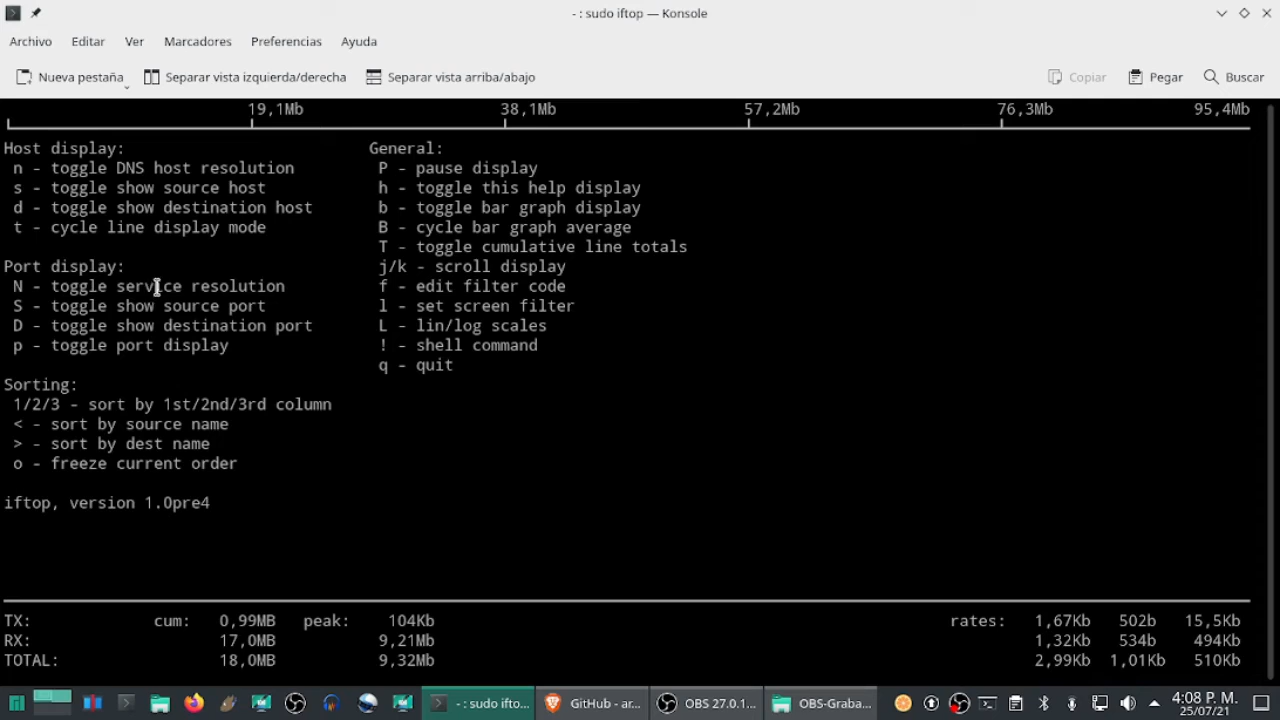 - : sudo iftop — Konsole
Archivo Editar Ver Marcadores Preferencias Ayuda
Nueva pestaña Separar vista izquierda/derecha Separar vista arriba/abajo Copiar Pegar Buscar
19,1Mb 38,1Mb 57,2Mb 76,3Mb 95,4Mb
Host display:
n - toggle DNS host resolution
s - toggle show source host
d - toggle show destination host
t - cycle line display mode
Port display:
N - toggle service resolution
S - toggle show source port
D - toggle show destination port
p - toggle port display
Sorting:
1/2/3 - sort by 1st/2nd/3rd column
< - sort by source name
> - sort by dest name
o - freeze current order
iftop, version 1.0pre4
General:
P - pause display
h - toggle this help display
b - toggle bar graph display
B - cycle bar graph average
T - toggle cumulative line totals
j/k - scroll display
f - edit filter code
l - set screen filter
L - lin/log scales
! - shell command
q - quit
TX: cum: 0,99MB peak: 104Kb rates: 1,67Kb 502b 15,5Kb
RX: 17,0MB 9,21Mb 1,32Kb 534b 494Kb
TOTAL: 18,0MB 9,32Mb 2,99Kb 1,01Kb 510Kb
- : sudo ifto... GitHub - ar... OBS 27.0.1... OBS-Graba... 4:08 P. M.
25/07/21